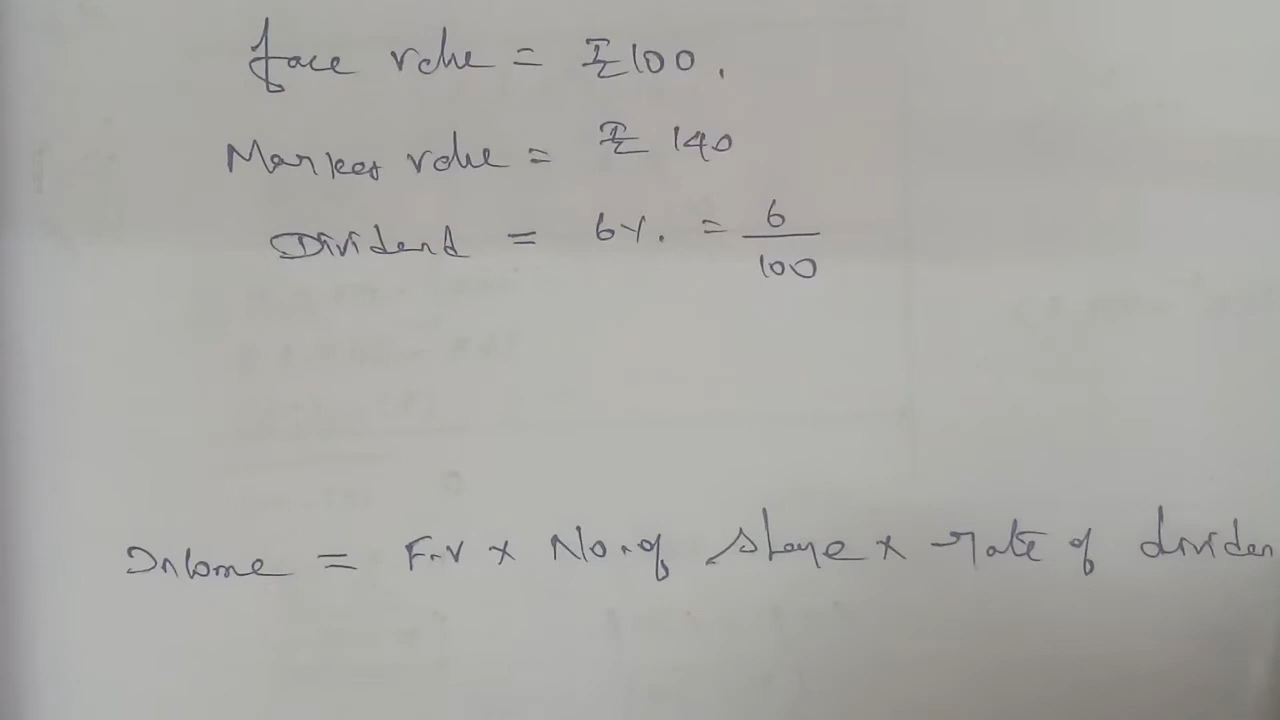 face value = ₹100.
Market value = ₹ 140
Dividend = 6%. = 6/100
Income = F.V × No. of share × rate of dividen